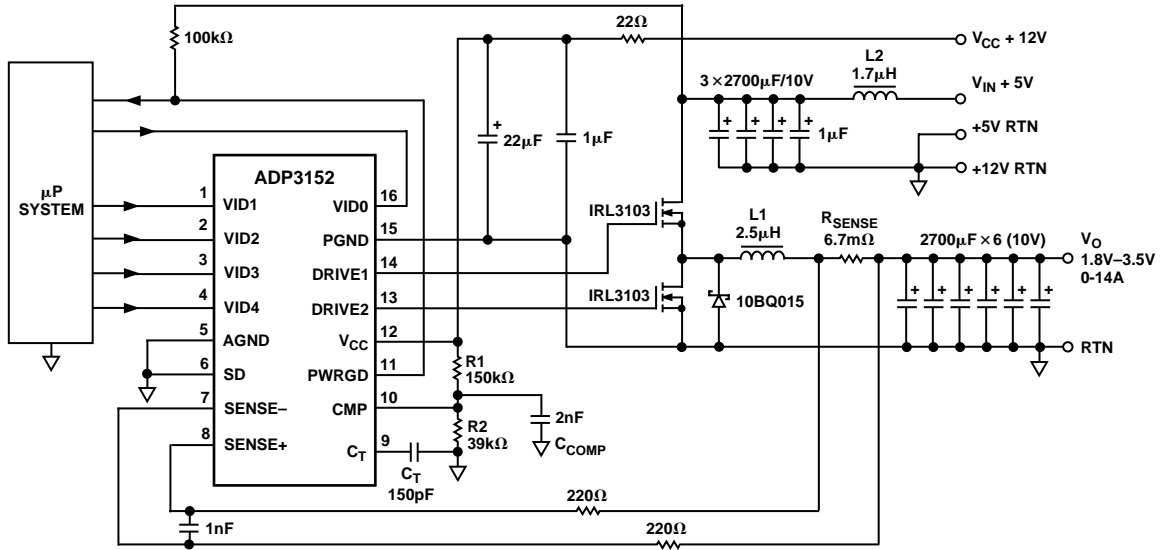 100kΩ
22Ω
VCC + 12V
L2
1.7µH
3 × 2700µF/10V
VIN + 5V
+
22µF
1µF
+ + + +
1µF
+5V RTN
+12V RTN
µP
SYSTEM
ADP3152
1 VID1
VID0 16
2 VID2
PGND 15
3 VID3
DRIVE1 14
4 VID4
DRIVE2 13
5 AGND
VCC 12
6 SD
PWRGD 11
7 SENSE–
CMP 10
8 SENSE+
CT 9
IRL3103
L1
2.5µH
RSENSE
6.7mΩ
2700µF × 6 (10V)
VO
1.8V–3.5V
0-14A
IRL3103
10BQ015
+ + + + + +
RTN
R1
150kΩ
R2
39kΩ
2nF
CCOMP
CT
150pF
220Ω
1nF
220Ω